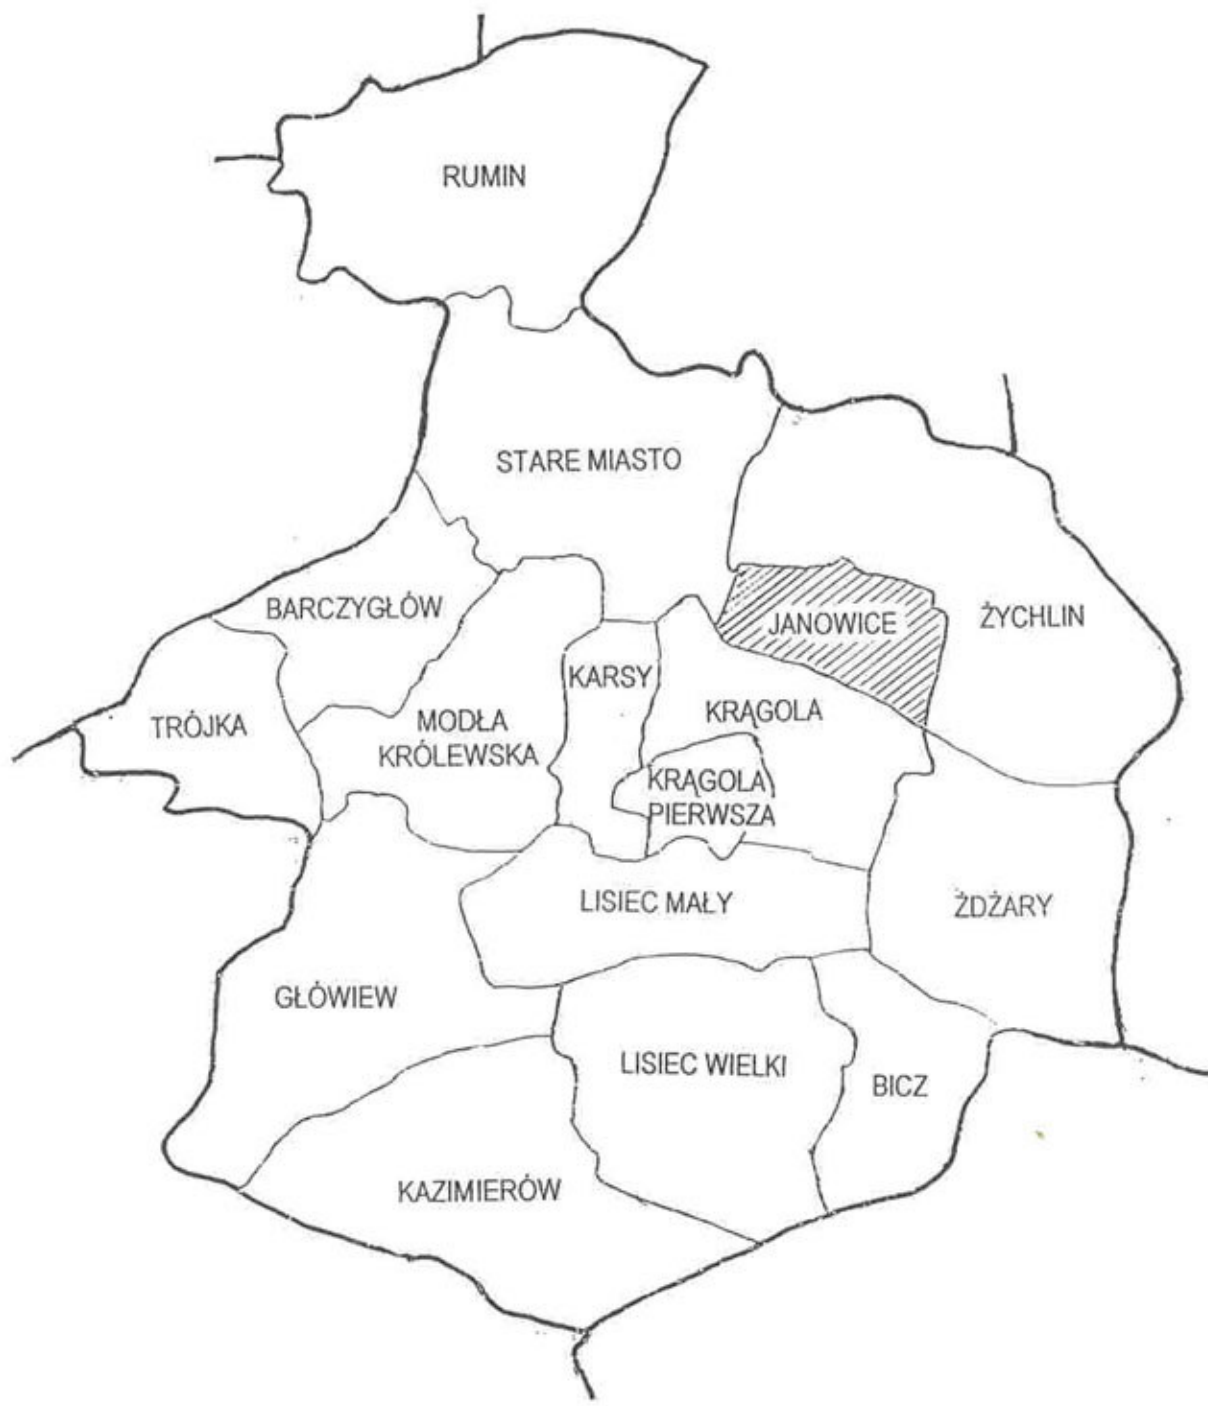 RUMIN
STARE MIASTO
BARCZYGŁÓW
JANOWICE
ŻYCHLIN
KARSY
KRĄGOLA
TRÓJKA
MODŁA
KRÓLEWSKA
KRĄGOLA
PIERWSZA
LISIEC MAŁY
ŻDŻARY
GŁÓWIEW
LISIEC WIELKI
BICZ
KAZIMIERÓW